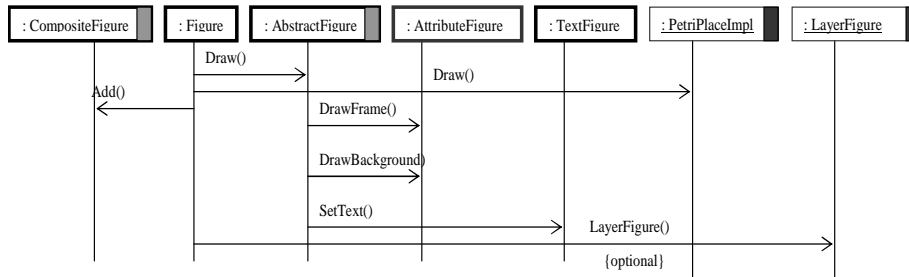 : CompositeFigure
: Figure
: AbstractFigure
: AttributeFigure
: TextFigure
: PetriPlaceImpl
: LayerFigure
Draw()
Draw()
Add()
DrawFrame()
DrawBackground)
SetText()
LayerFigure()
{optional}